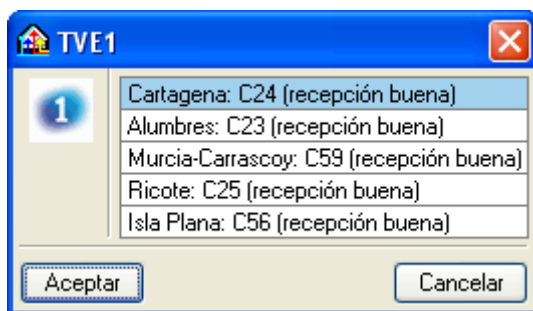 TVE1
1
Cartagena: C24 (recepción buena)
Alumbres: C23 (recepción buena)
Murcia-Carrascoy: C59 (recepción buena)
Ricote: C25 (recepción buena)
Isla Plana: C56 (recepción buena)
Aceptar
Cancelar